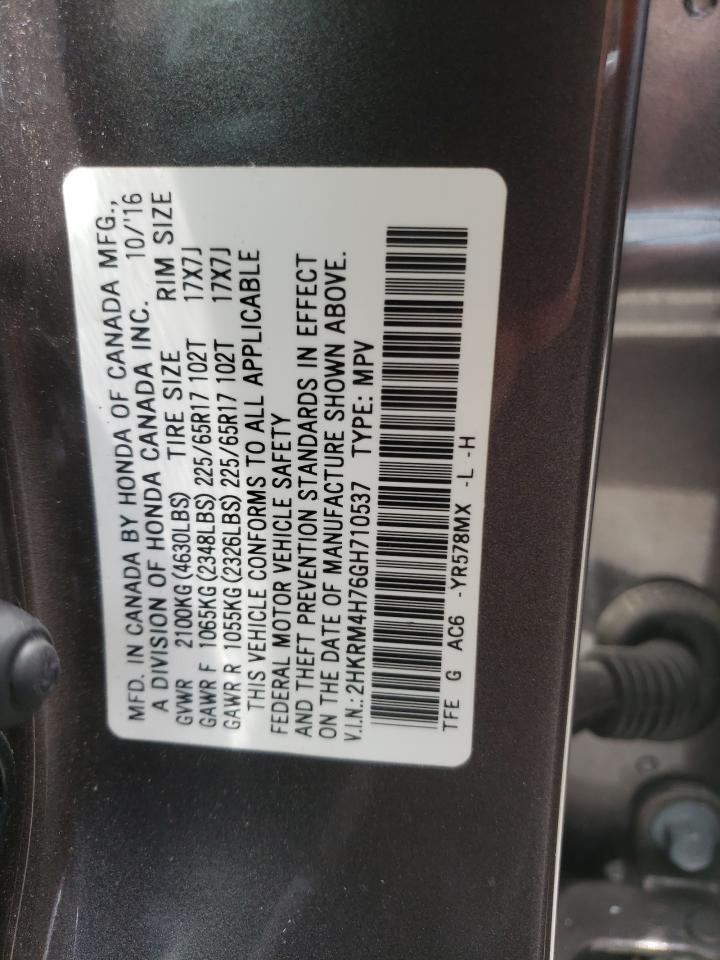 MFD. IN CANADA BY HONDA OF CANADA MFG.,
A DIVISION OF HONDA CANADA INC. 10/'16
GVWR 2100KG (4630LBS) TIRE SIZE RIM SIZE
GAWR F 1065KG (2348LBS) 225/65R17 102T 17X7J
GAWR R 1055KG (2326LBS) 225/65R17 102T 17X7J
THIS VEHICLE CONFORMS TO ALL APPLICABLE
FEDERAL MOTOR VEHICLE SAFETY
AND THEFT PREVENTION STANDARDS IN EFFECT
ON THE DATE OF MANUFACTURE SHOWN ABOVE.
V.I.N.: 2HKRM4H76GH710537 TYPE: MPV
TFE G AC6 -YR578MX -L -H